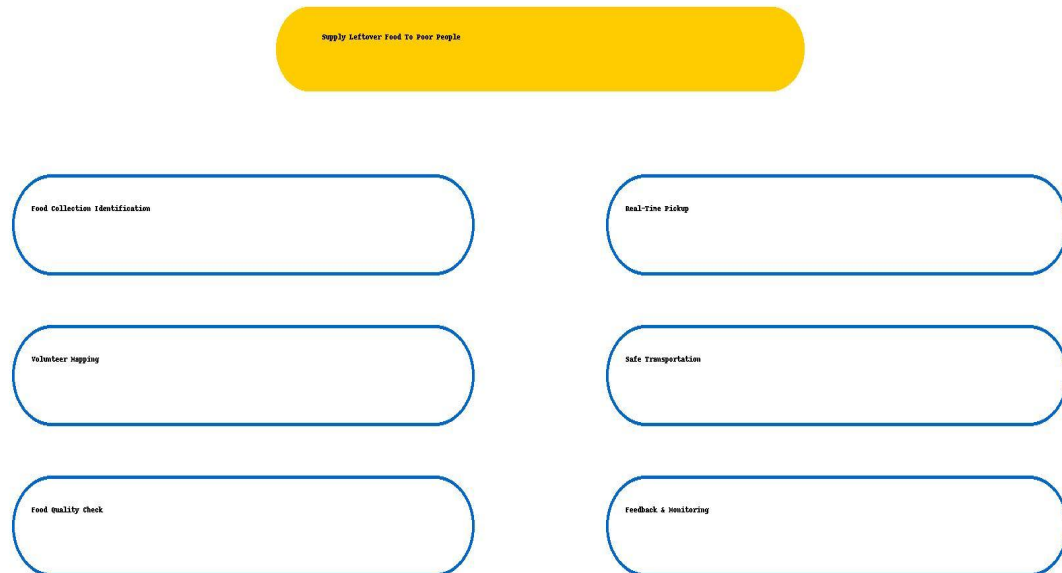 Supply Leftover Food To Poor People
Food Collection Identification
Real-Time Pickup
Volunteer Mapping
Safe Transportation
Food Quality Check
Feedback & Monitoring